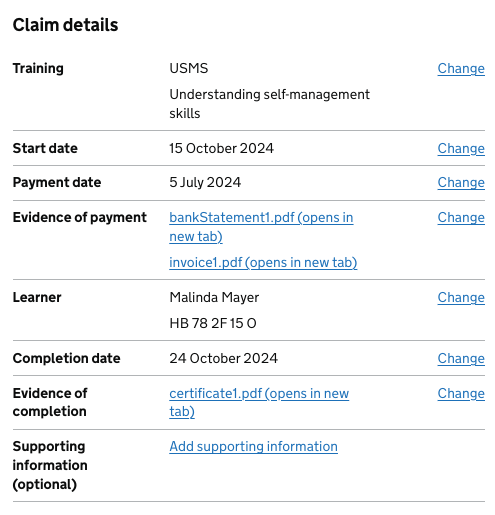 Claim details
Training
USMS
Change
Understanding self-management
skills
Start date
15 October 2024
Change
Payment date
5 July 2024
Change
Evidence of payment
bankStatement1.pdf (opens in
new tab)
Change
invoice1.pdf (opens in new tab)
Learner
Malinda Mayer
Change
HB 78 2F 15 O
Completion date
24 October 2024
Change
Evidence of
completion
certificate1.pdf (opens in new
tab)
Change
Supporting
information
(optional)
Add supporting information